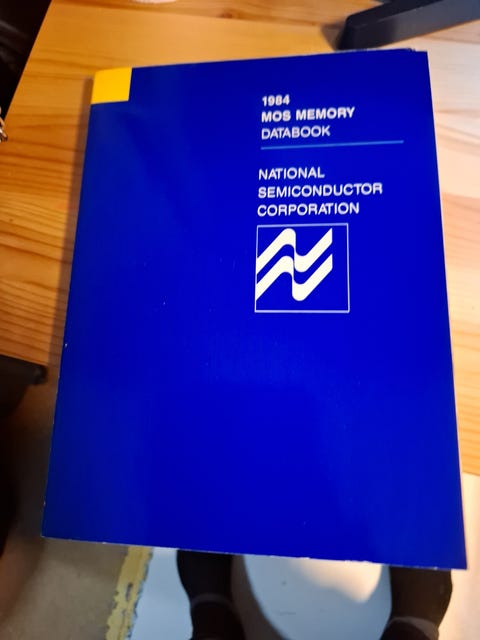 1984
MOS MEMORY
DATABOOK
NATIONAL
SEMICONDUCTOR
CORPORATION